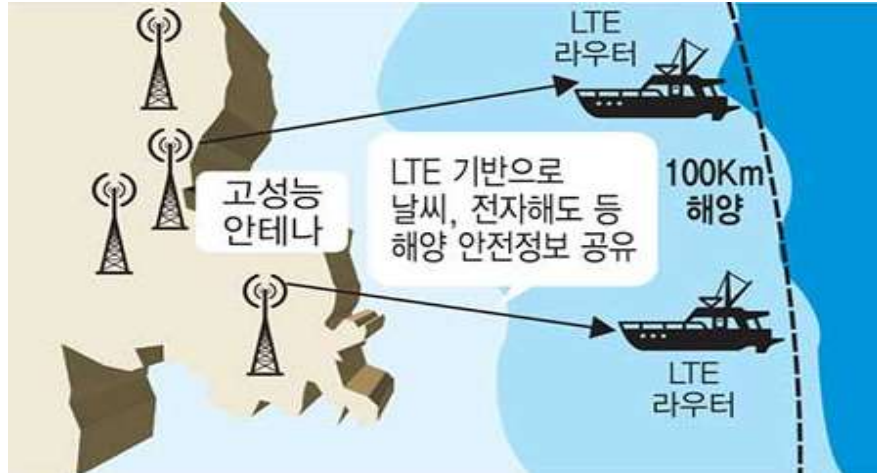 LTE
라우터
고성능
안테나
LTE 기반으로
날씨, 전자해도 등
해양 안전정보 공유
100Km
해양
LTE
라우터